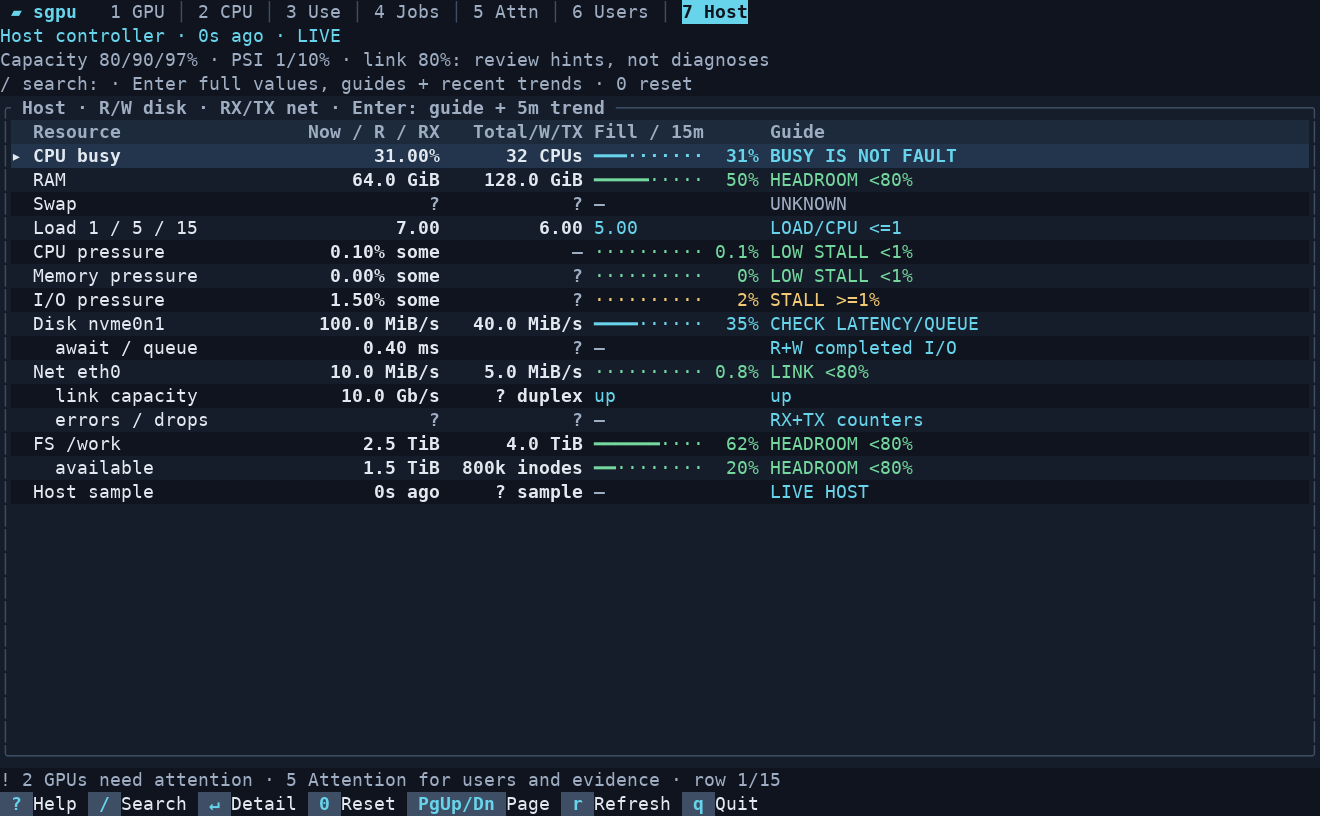 ▰ sgpu 1 GPU │ 2 CPU │ 3 Use │ 4 Jobs │ 5 Attn │ 6 Users │ 7 Host
Host controller · 0s ago · LIVE
Capacity 80/90/97% · PSI 1/10% · link 80%: review hints, not diagnoses
/ search: · Enter full values, guides + recent trends · 0 reset
Host · R/W disk · RX/TX net · Enter: guide + 5m trend
Resource Now / R / RX Total/W/TX Fill / 15m Guide
▸ CPU busy 31.00% 32 CPUs 31% BUSY IS NOT FAULT
RAM 64.0 GiB 128.0 GiB 50% HEADROOM <80%
Swap ? ? — UNKNOWN
Load 1 / 5 / 15 7.00 6.00 5.00 LOAD/CPU <=1
CPU pressure 0.10% some — ·········· 0.1% LOW STALL <1%
Memory pressure 0.00% some ? ·········· 0% LOW STALL <1%
I/O pressure 1.50% some ? ·········· 2% STALL >=1%
Disk nvme0n1 100.0 MiB/s 40.0 MiB/s 35% CHECK LATENCY/QUEUE
await / queue 0.40 ms ? — R+W completed I/O
Net eth0 10.0 MiB/s 5.0 MiB/s ·········· 0.8% LINK <80%
link capacity 10.0 Gb/s ? duplex up up
errors / drops ? ? — RX+TX counters
FS /work 2.5 TiB 4.0 TiB 62% HEADROOM <80%
available 1.5 TiB 800k inodes 20% HEADROOM <80%
Host sample 0s ago ? sample — LIVE HOST
! 2 GPUs need attention · 5 Attention for users and evidence · row 1/15
? Help / Search ↵ Detail 0 Reset PgUp/Dn Page r Refresh q Quit